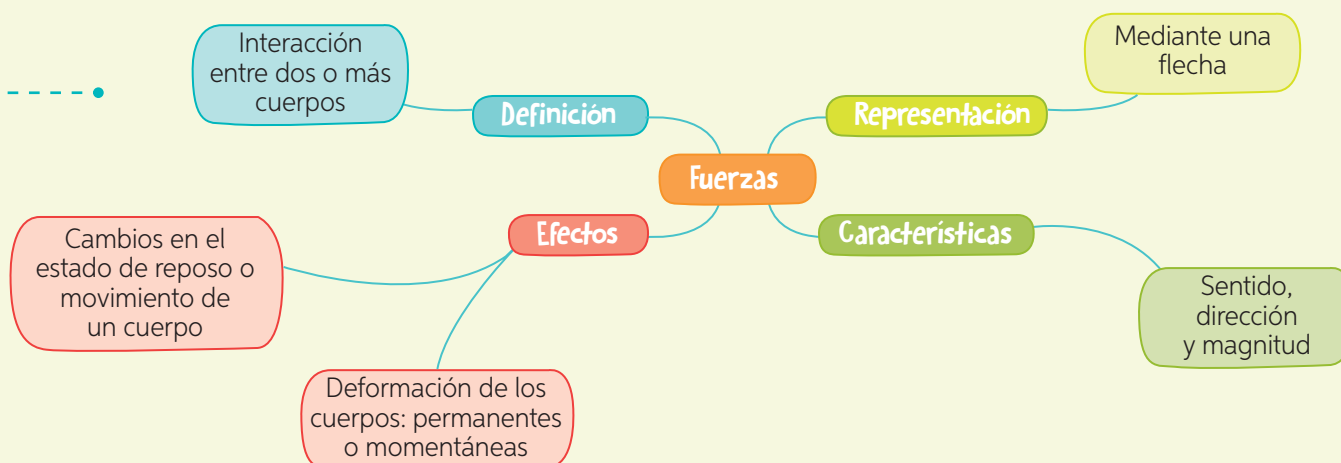 Interacción
entre dos o más
cuerpos
Definición
Mediante una
flecha
Representación
Fuerzas
Efectos
Características
Cambios en el
estado de reposo o
movimiento de
un cuerpo
Sentido,
dirección
y magnitud
Deformación de los
cuerpos: permanentes
o momentáneas